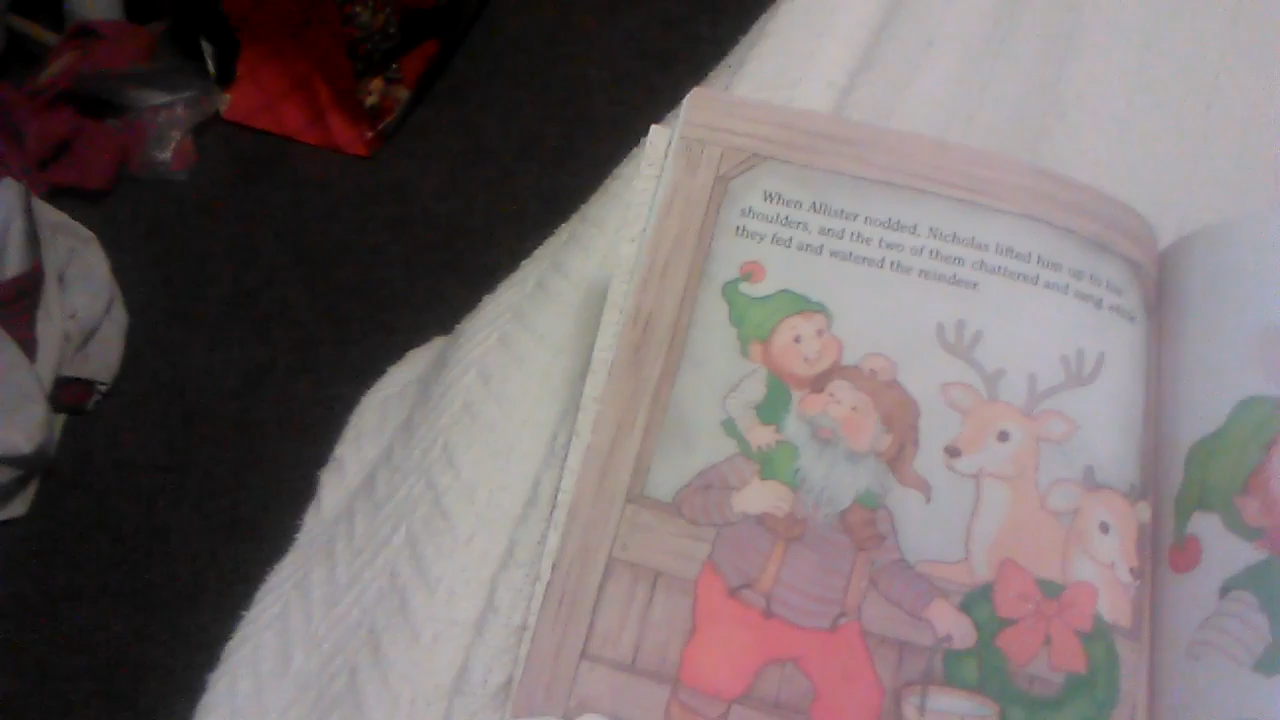 When Allister nodded, Nicholas lifted him up to his
shoulders, and the two of them chattered and sang while
they fed and watered the reindeer.